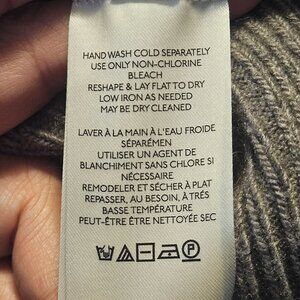 HAND WASH COLD SEPARATELY
USE ONLY NON-CHLORINE
BLEACH
RESHAPE & LAY FLAT TO DRY
LOW IRON AS NEEDED
MAY BE DRY CLEANED
LAVER À LA MAIN À L'EAU FROIDE
SÉPARÉMEN
UTILISER UN AGENT DE
BLANCHIMENT SANS CHLORE SI
NÉCESSAIRE
REMODELER ET SÉCHER À PLAT
REPASSER, AU BESOIN, À TRÉS
BASSE TEMPÉRATURE
PEUT-ÊTRE ÊTRE NETTOYÉ SEC